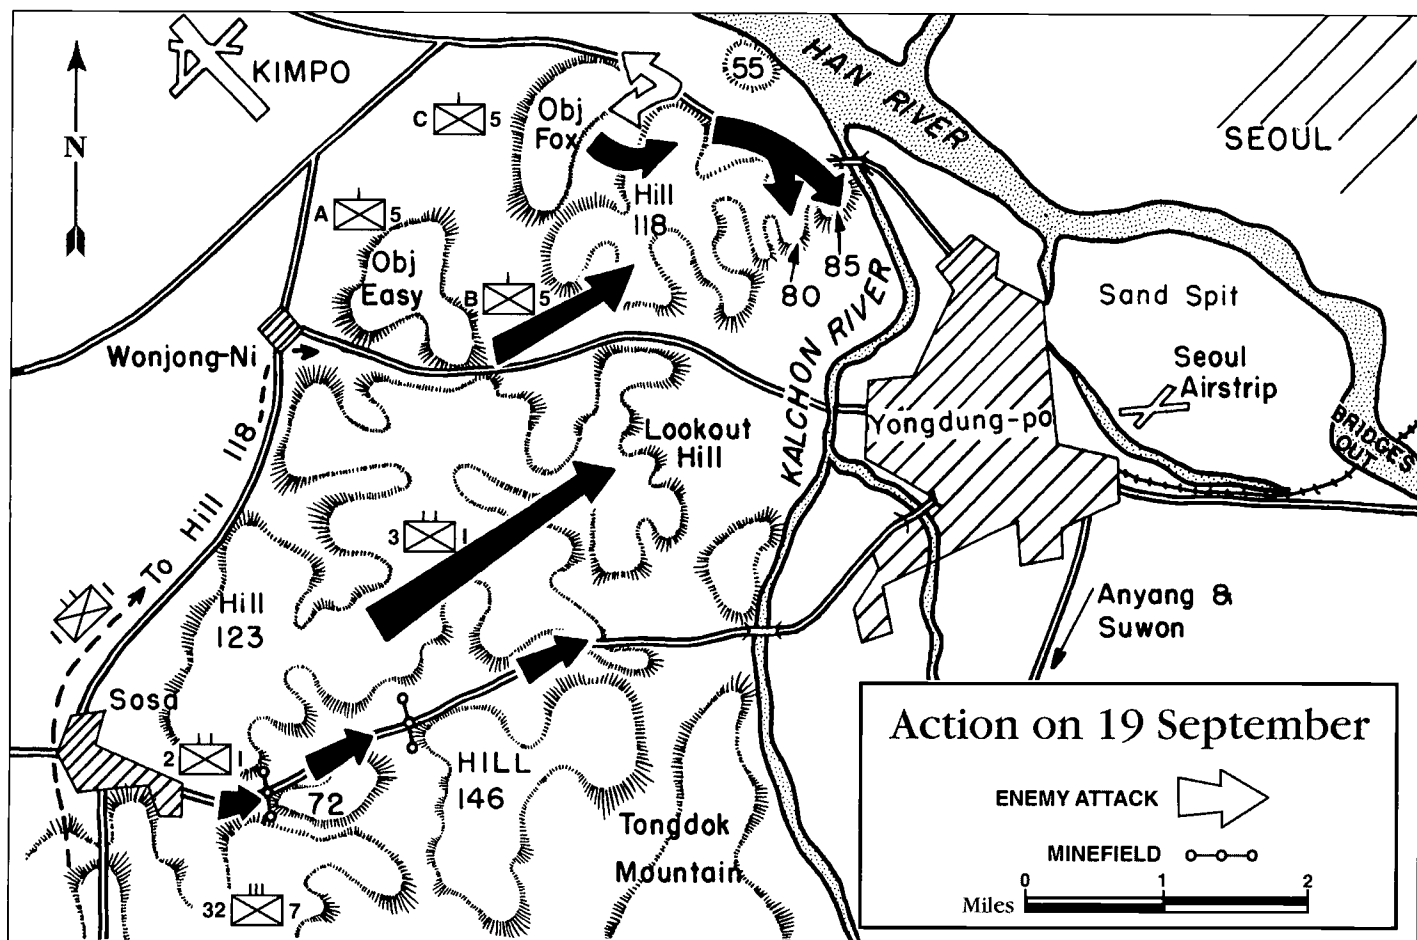 KIMPO
N
HAN RIVER
55
SEOUL
C 5
Obj
Fox
A 5
Hill
118
Obj
Easy
B 5
80
85
KALCHON RIVER
Sand Spit
Seoul
Airstrip
Wonjong-Ni
BRIDGES
OUT
Yongdung-po
Lookout
Hill
To Hill 118
3 1
1 1
Hill
123
Anyang &
Suwon
Sosa
2 1
72
HILL
146
Tongdok
Mountain
32 7
Action on 19 September
ENEMY ATTACK
MINEFIELD
0 1 2
Miles